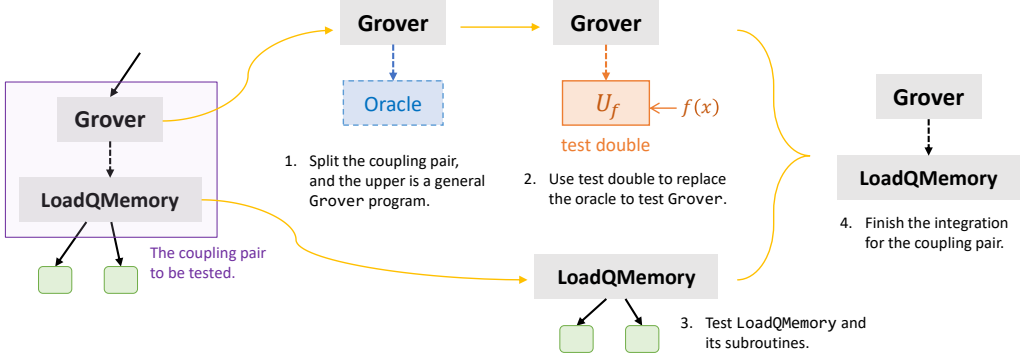 Grover
LoadQMemory
The coupling pair
to be tested.
Grover
Oracle
1. Split the coupling pair,
and the upper is a general
Grover program.
Grover
U_f
f(x)
test double
2. Use test double to replace
the oracle to test Grover.
LoadQMemory
3. Test LoadQMemory and
its subroutines.
Grover
LoadQMemory
4. Finish the integration
for the coupling pair.